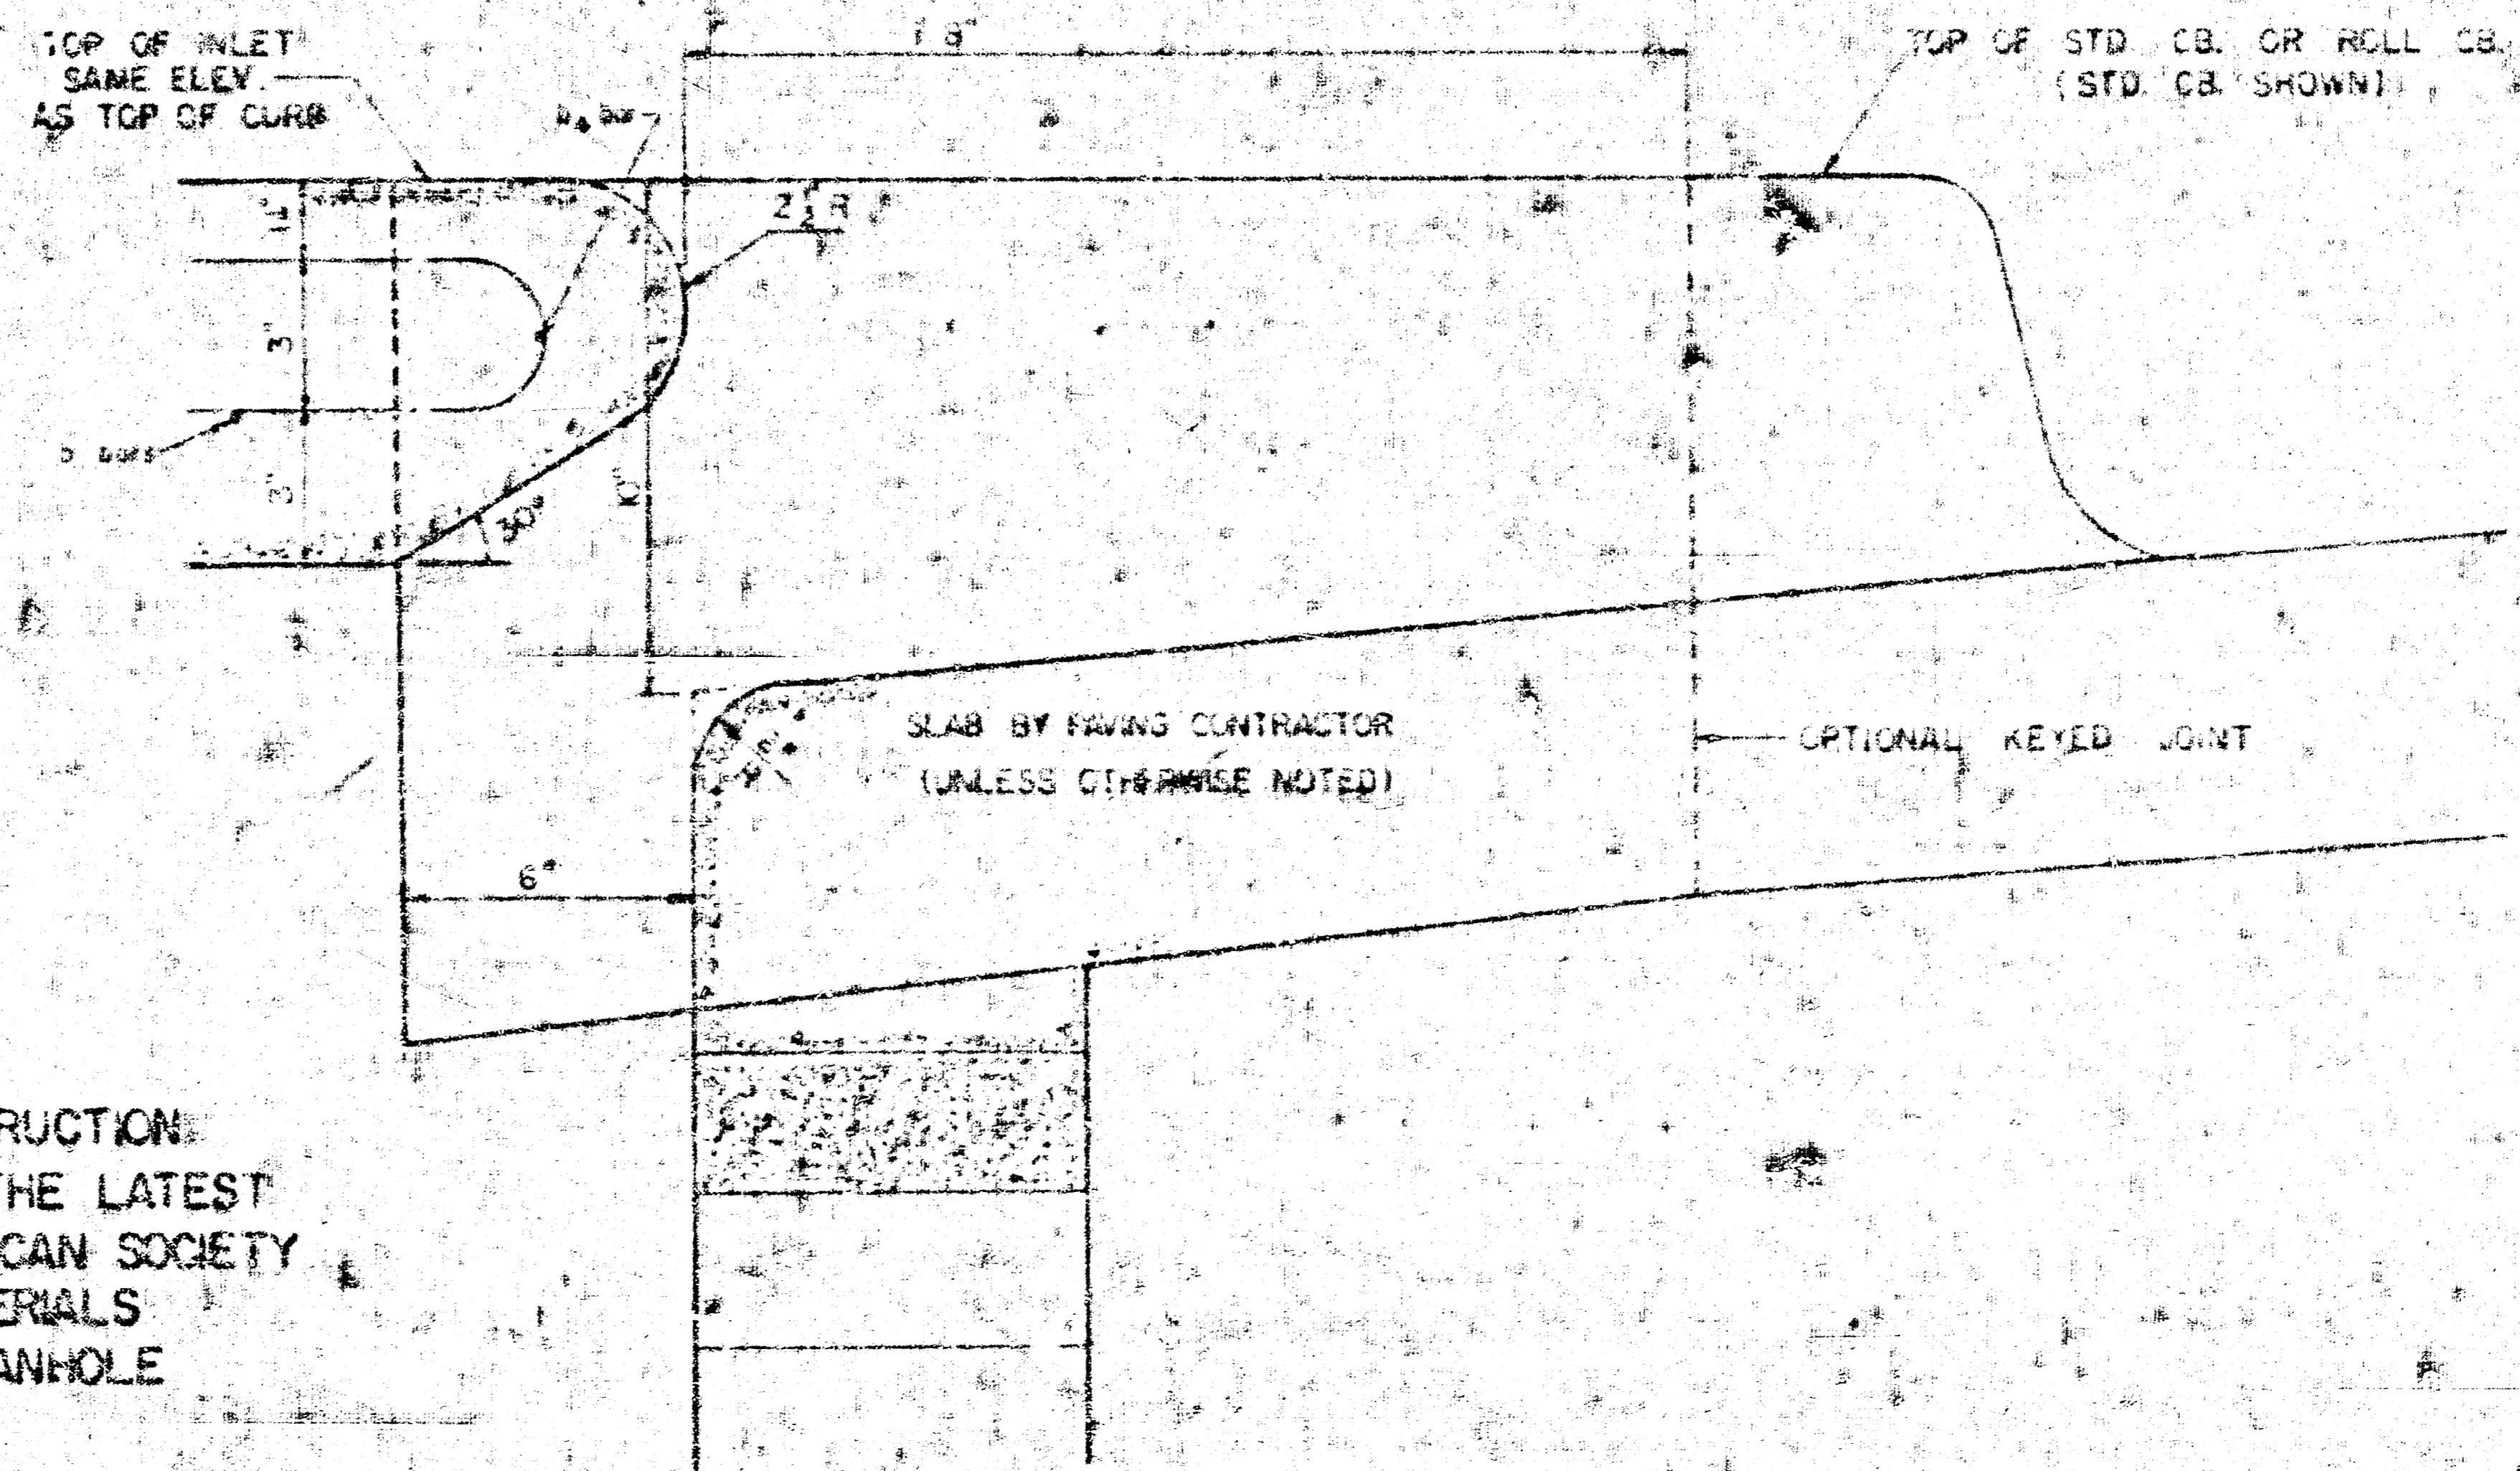 TOP OF INLET
SAME ELEV.
AS TOP OF CURB
TOP OF STD. CB. OR ROLL CB.
(STD. CB. SHOWN)
bars
3"
3"
30°
6"
SLAB BY PAVING CONTRACTOR
(UNLESS OTHERWISE NOTED)
OPTIONAL KEYED JOINT
RUCTION
THE LATEST
CAN SOCIETY
ERIALS
ANHOLE